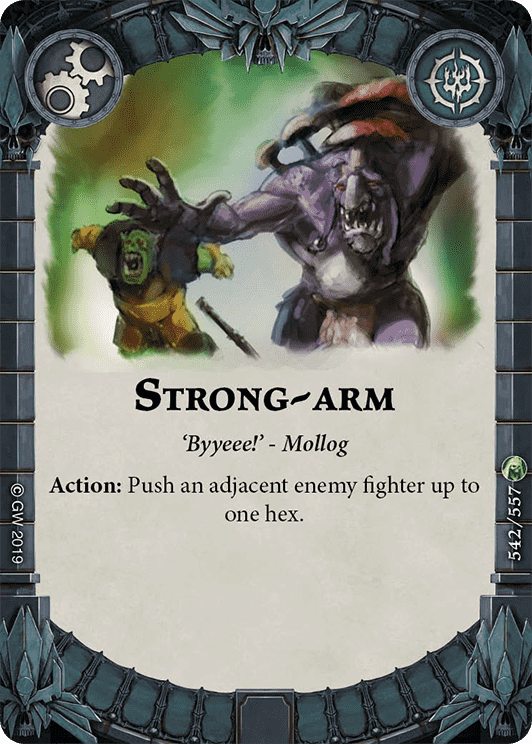 STRONG-ARM
‘Byyeee!’ - Mollog
Action: Push an adjacent enemy fighter up to
one hex.
© GW 2019
542/557